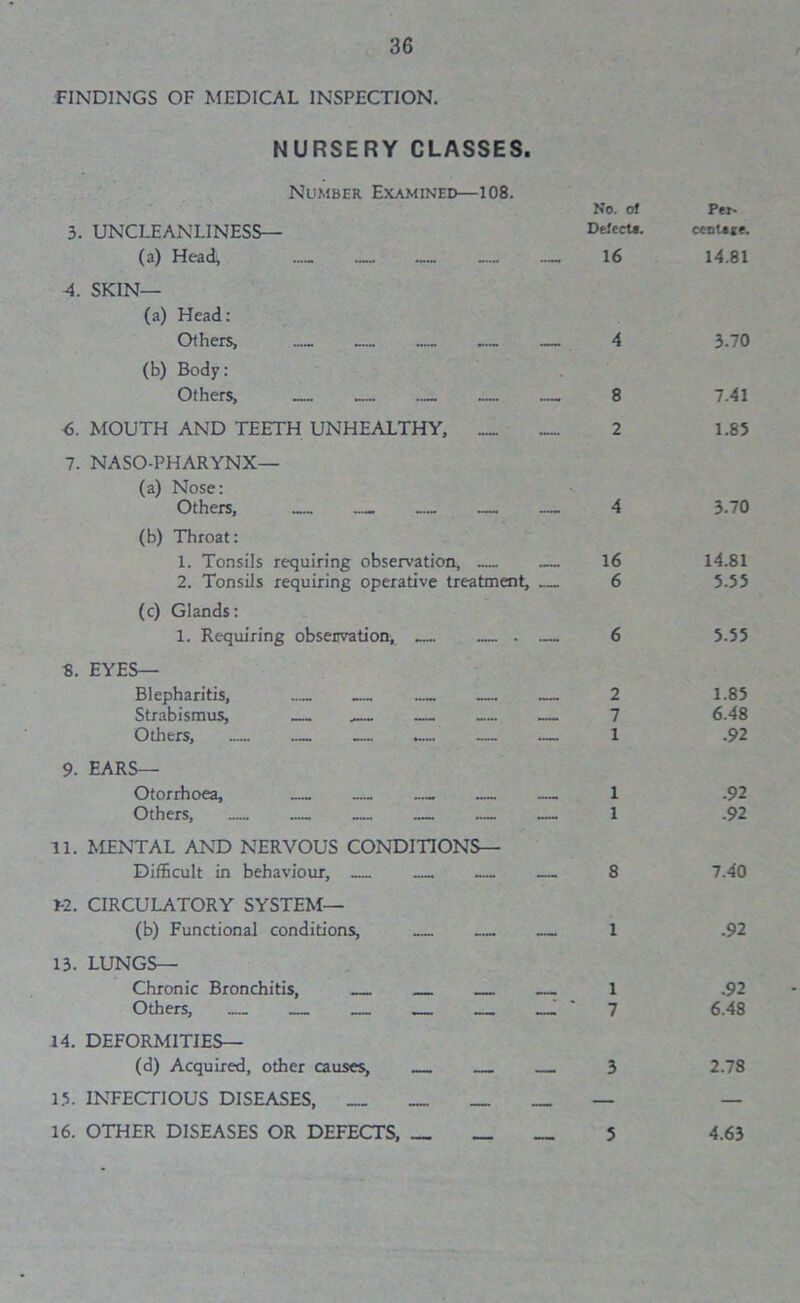 36
FINDINGS OF MEDICAL INSPECTION.
NURSERY CLASSES.
NUMBER EXAMINED—108.
No. of Per-
3. UNCLEANLINESS— Defects. centage.
(a) Head, ...... ...... ...... ...... ...... 16 14.81
4. SKIN—
(a) Head:
Others, ...... ...... ...... ...... ...... 4 3.70
(b) Body:
Others, ...... ...... ...... ...... ...... 8 7.41
6. MOUTH AND TEETH UNHEALTHY, ...... ...... 2 1.85
7. NASO-PHARYNX—
(a) Nose:
Others, ...... ...... ...... ...... ...... 4 3.70
(b) Throat:
1. Tonsils requiring observation, ...... ...... 16 14.81
2. Tonsils requiring operative treatment, ...... 6 5.55
(c) Glands:
1. Requiring observation, ...... ...... ...... 6 5.55
8. EYES—
Blepharitis, ...... ...... ...... ...... ...... 2 1.85
Strabismus, ...... ...... ...... ...... ...... 7 6.48
Others, ...... ...... ...... ...... ...... ...... 1 .92
9. EARS—
Otorrhoea, ...... ...... ...... ...... ...... 1 .92
Others, ...... ...... ...... ...... ...... ...... 1 .92
11. MENTAL AND NERVOUS CONDITIONS—
Difficult in behaviour, ...... ...... ...... ...... 8 7.40
12. CIRCULATORY SYSTEM—
(b) Functional conditions, ...... ...... ...... 1 .92
13. LUNGS—
Chronic Bronchitis, ...... ...... ...... ...... 1 .92
Others, ...... ...... ...... ...... ...... ...... 7 6.48
14. DEFORMITIES—
(d) Acquired, other causes, ...... ...... ...... 3 2.78
15. INFECTIOUS DISEASES, ...... ...... ...... ...... — —
16. OTHER DISEASES OR DEFECTS, ...... ...... ...... 5 4.63